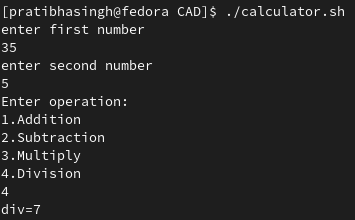 [pratibhasingh@fedora CAD]$ ./calculator.sh
enter first number
35
enter second number
5
Enter operation:
1.Addition
2.Subtraction
3.Multiply
4.Division
4
div=7